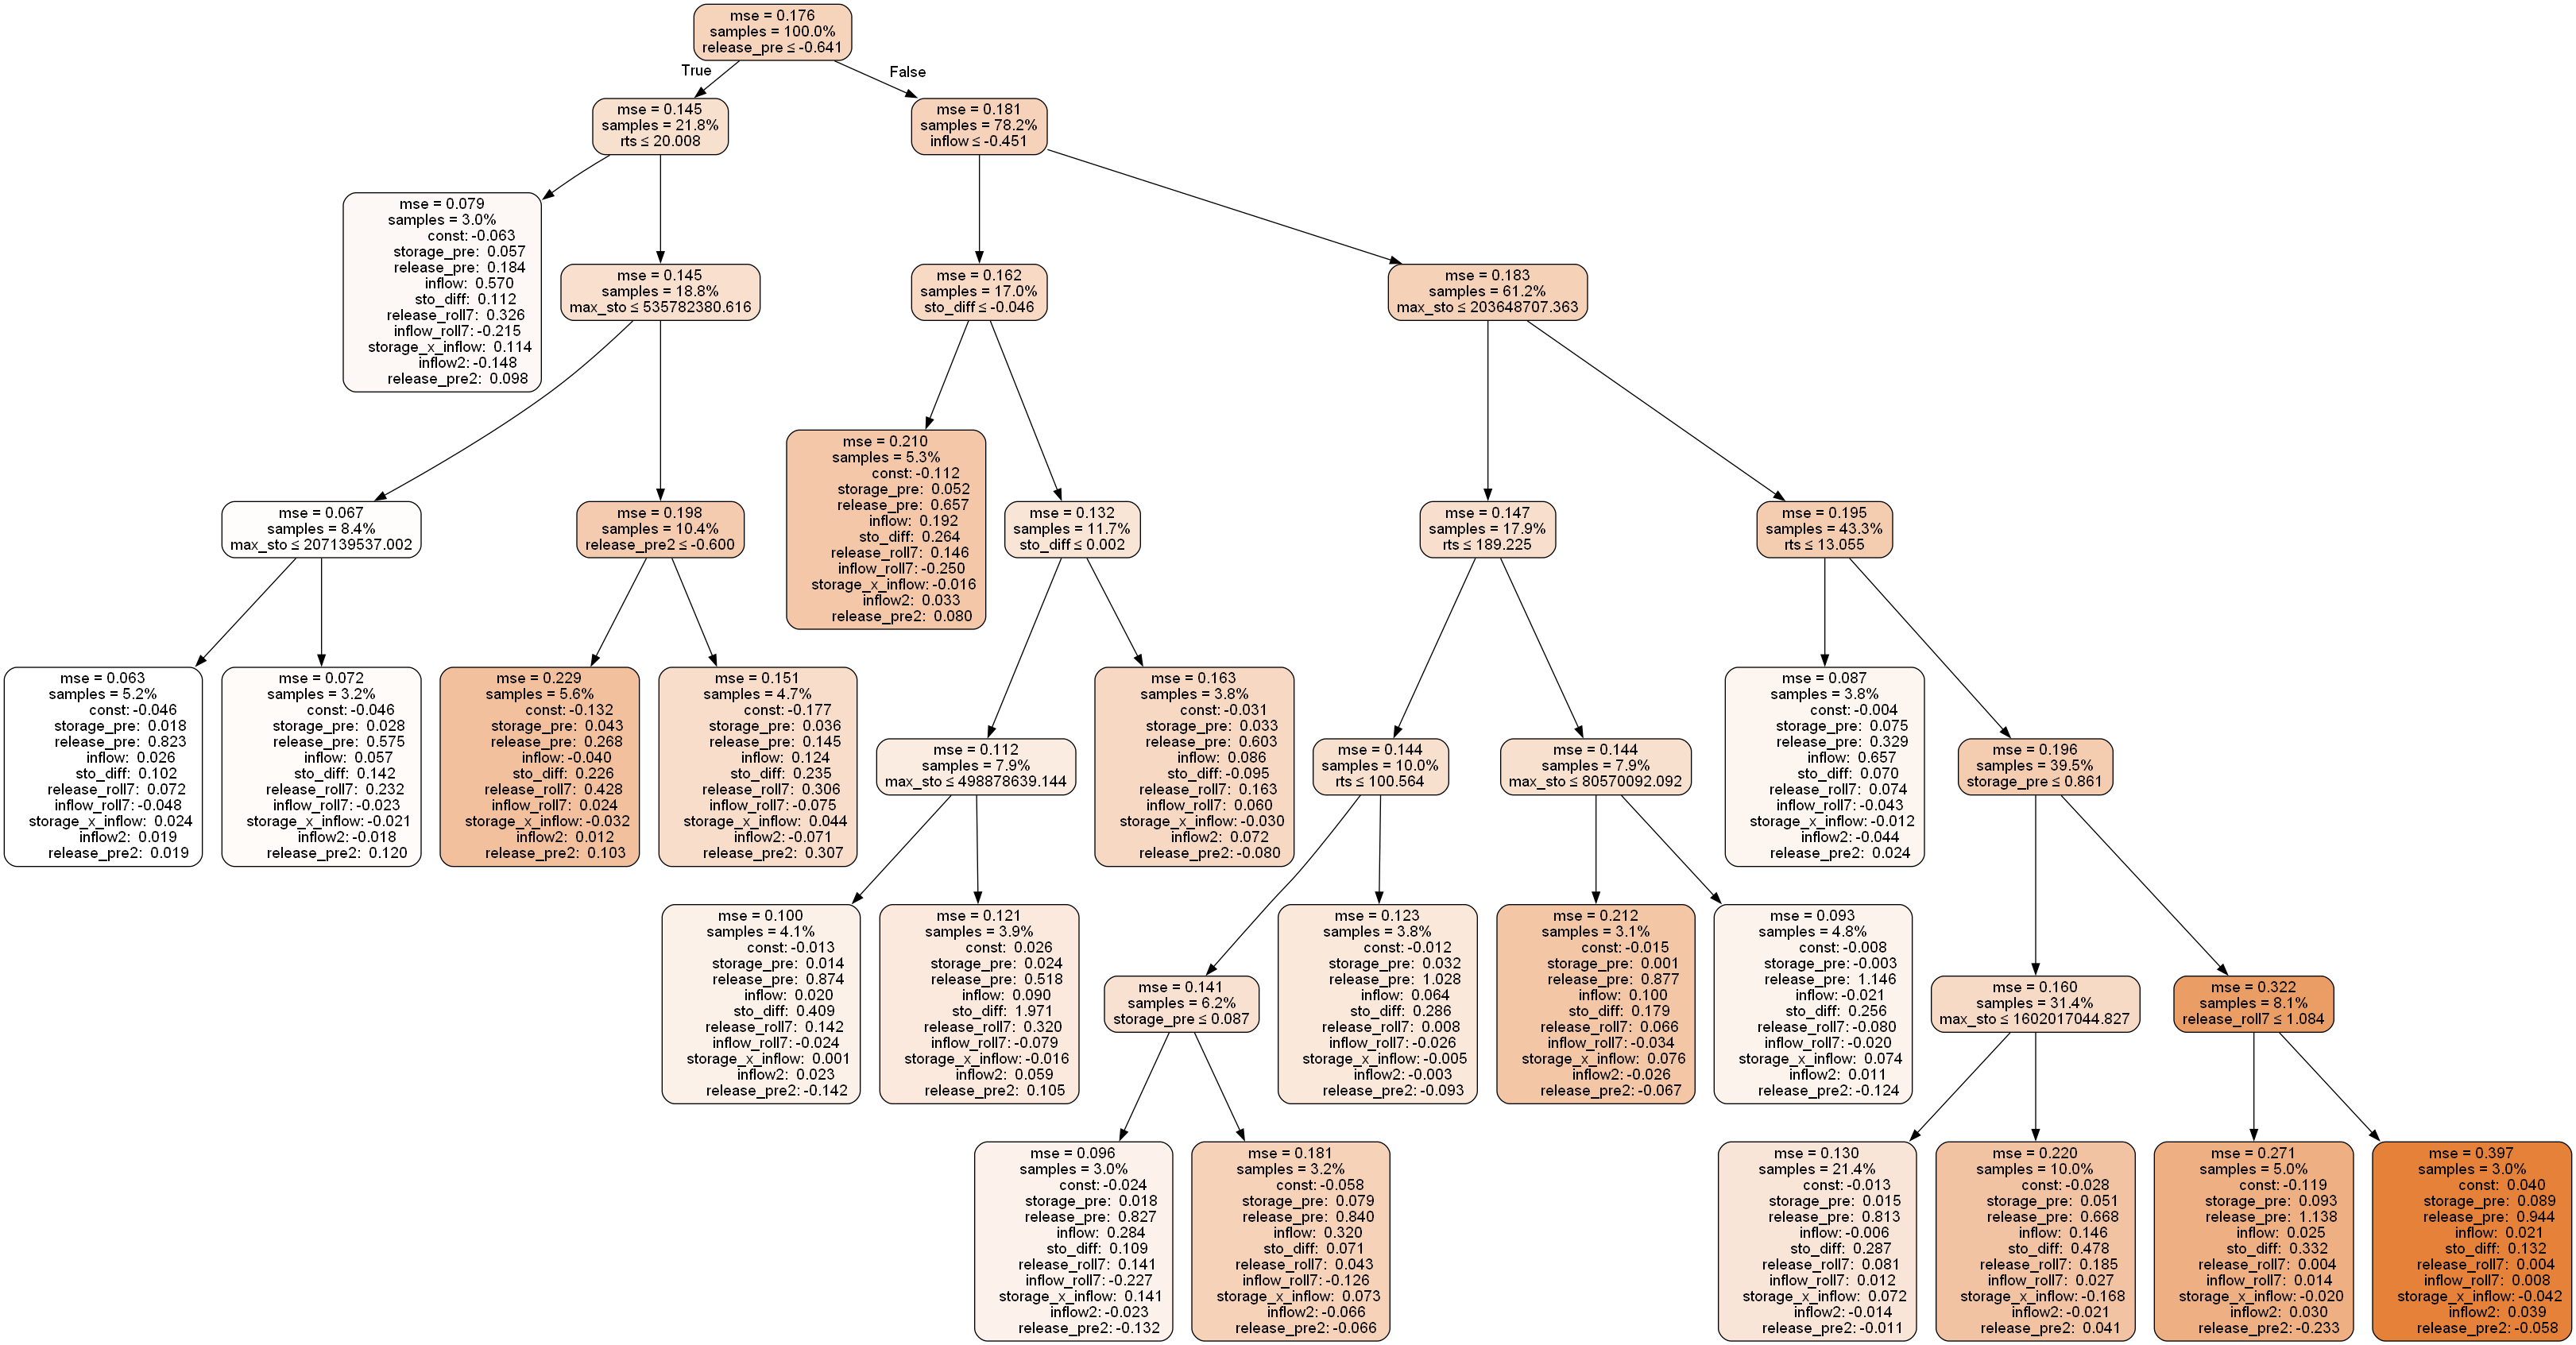 mse = 0.176
samples = 100.0%
release_pre ≤ -0.641
True
False
mse = 0.145
samples = 21.8%
rts ≤ 20.008
mse = 0.181
samples = 78.2%
inflow ≤ -0.451
mse = 0.079
samples = 3.0%
const: -0.063
storage_pre: 0.057
release_pre: 0.184
inflow: 0.570
sto_diff: 0.112
release_roll7: 0.326
inflow_roll7: -0.215
storage_x_inflow: 0.114
inflow2: -0.148
release_pre2: 0.098
mse = 0.145
samples = 18.8%
max_sto ≤ 535782380.616
mse = 0.162
samples = 17.0%
sto_diff ≤ -0.046
mse = 0.183
samples = 61.2%
max_sto ≤ 203648707.363
mse = 0.210
samples = 5.3%
const: -0.112
storage_pre: 0.052
release_pre: 0.657
inflow: 0.192
sto_diff: 0.264
release_roll7: 0.146
inflow_roll7: -0.250
storage_x_inflow: -0.016
inflow2: 0.033
release_pre2: 0.080
mse = 0.067
samples = 8.4%
max_sto ≤ 207139537.002
mse = 0.198
samples = 10.4%
release_pre2 ≤ -0.600
mse = 0.132
samples = 11.7%
sto_diff ≤ 0.002
mse = 0.147
samples = 17.9%
rts ≤ 189.225
mse = 0.195
samples = 43.3%
rts ≤ 13.055
mse = 0.063
samples = 5.2%
const: -0.046
storage_pre: 0.018
release_pre: 0.823
inflow: 0.026
sto_diff: 0.102
release_roll7: 0.072
inflow_roll7: -0.048
storage_x_inflow: 0.024
inflow2: 0.019
release_pre2: 0.019
mse = 0.072
samples = 3.2%
const: -0.046
storage_pre: 0.028
release_pre: 0.575
inflow: 0.057
sto_diff: 0.142
release_roll7: 0.232
inflow_roll7: -0.023
storage_x_inflow: -0.021
inflow2: -0.018
release_pre2: 0.120
mse = 0.229
samples = 5.6%
const: -0.132
storage_pre: 0.043
release_pre: 0.268
inflow: -0.040
sto_diff: 0.226
release_roll7: 0.428
inflow_roll7: 0.024
storage_x_inflow: -0.032
inflow2: 0.012
release_pre2: 0.103
mse = 0.151
samples = 4.7%
const: -0.177
storage_pre: 0.036
release_pre: 0.145
inflow: 0.124
sto_diff: 0.235
release_roll7: 0.306
inflow_roll7: -0.075
storage_x_inflow: 0.044
inflow2: -0.071
release_pre2: 0.307
mse = 0.163
samples = 3.8%
const: -0.031
storage_pre: 0.033
release_pre: 0.603
inflow: 0.086
sto_diff: -0.095
release_roll7: 0.163
inflow_roll7: 0.060
storage_x_inflow: -0.030
inflow2: 0.072
release_pre2: -0.080
mse = 0.087
samples = 3.8%
const: -0.004
storage_pre: 0.075
release_pre: 0.329
inflow: 0.657
sto_diff: 0.070
release_roll7: 0.074
inflow_roll7: -0.043
storage_x_inflow: -0.012
inflow2: -0.044
release_pre2: 0.024
mse = 0.112
samples = 7.9%
max_sto ≤ 498878639.144
mse = 0.144
samples = 10.0%
rts ≤ 100.564
mse = 0.144
samples = 7.9%
max_sto ≤ 80570092.092
mse = 0.196
samples = 39.5%
storage_pre ≤ 0.861
mse = 0.100
samples = 4.1%
const: -0.013
storage_pre: 0.014
release_pre: 0.874
inflow: 0.020
sto_diff: 0.409
release_roll7: 0.142
inflow_roll7: -0.024
storage_x_inflow: 0.001
inflow2: 0.023
release_pre2: -0.142
mse = 0.121
samples = 3.9%
const: 0.026
storage_pre: 0.024
release_pre: 0.518
inflow: 0.090
sto_diff: 1.971
release_roll7: 0.320
inflow_roll7: -0.079
storage_x_inflow: -0.016
inflow2: 0.059
release_pre2: 0.105
mse = 0.123
samples = 3.8%
const: -0.012
storage_pre: 0.032
release_pre: 1.028
inflow: 0.064
sto_diff: 0.286
release_roll7: 0.008
inflow_roll7: -0.026
storage_x_inflow: -0.005
inflow2: -0.003
release_pre2: -0.093
mse = 0.212
samples = 3.1%
const: -0.015
storage_pre: 0.001
release_pre: 0.877
inflow: 0.100
sto_diff: 0.179
release_roll7: 0.066
inflow_roll7: -0.034
storage_x_inflow: 0.076
inflow2: -0.026
release_pre2: -0.067
mse = 0.093
samples = 4.8%
const: -0.008
storage_pre: -0.003
release_pre: 1.146
inflow: -0.021
sto_diff: 0.256
release_roll7: -0.080
inflow_roll7: -0.020
storage_x_inflow: 0.074
inflow2: 0.011
release_pre2: -0.124
mse = 0.141
samples = 6.2%
storage_pre ≤ 0.087
mse = 0.160
samples = 31.4%
max_sto ≤ 1602017044.827
mse = 0.322
samples = 8.1%
release_roll7 ≤ 1.084
mse = 0.096
samples = 3.0%
const: -0.024
storage_pre: 0.018
release_pre: 0.827
inflow: 0.284
sto_diff: 0.109
release_roll7: 0.141
inflow_roll7: -0.227
storage_x_inflow: 0.141
inflow2: -0.023
release_pre2: -0.132
mse = 0.181
samples = 3.2%
const: -0.058
storage_pre: 0.079
release_pre: 0.840
inflow: 0.320
sto_diff: 0.071
release_roll7: 0.043
inflow_roll7: -0.126
storage_x_inflow: 0.073
inflow2: -0.066
release_pre2: -0.066
mse = 0.130
samples = 21.4%
const: -0.013
storage_pre: 0.015
release_pre: 0.813
inflow: -0.006
sto_diff: 0.287
release_roll7: 0.081
inflow_roll7: 0.012
storage_x_inflow: 0.072
inflow2: -0.014
release_pre2: -0.011
mse = 0.220
samples = 10.0%
const: -0.028
storage_pre: 0.051
release_pre: 0.668
inflow: 0.146
sto_diff: 0.478
release_roll7: 0.185
inflow_roll7: 0.027
storage_x_inflow: -0.168
inflow2: -0.021
release_pre2: 0.041
mse = 0.271
samples = 5.0%
const: -0.119
storage_pre: 0.093
release_pre: 1.138
inflow: 0.025
sto_diff: 0.332
release_roll7: 0.004
inflow_roll7: 0.014
storage_x_inflow: -0.020
inflow2: 0.030
release_pre2: -0.233
mse = 0.397
samples = 3.0%
const: 0.040
storage_pre: 0.089
release_pre: 0.944
inflow: 0.021
sto_diff: 0.132
release_roll7: 0.004
inflow_roll7: 0.008
storage_x_inflow: -0.042
inflow2: 0.039
release_pre2: -0.058